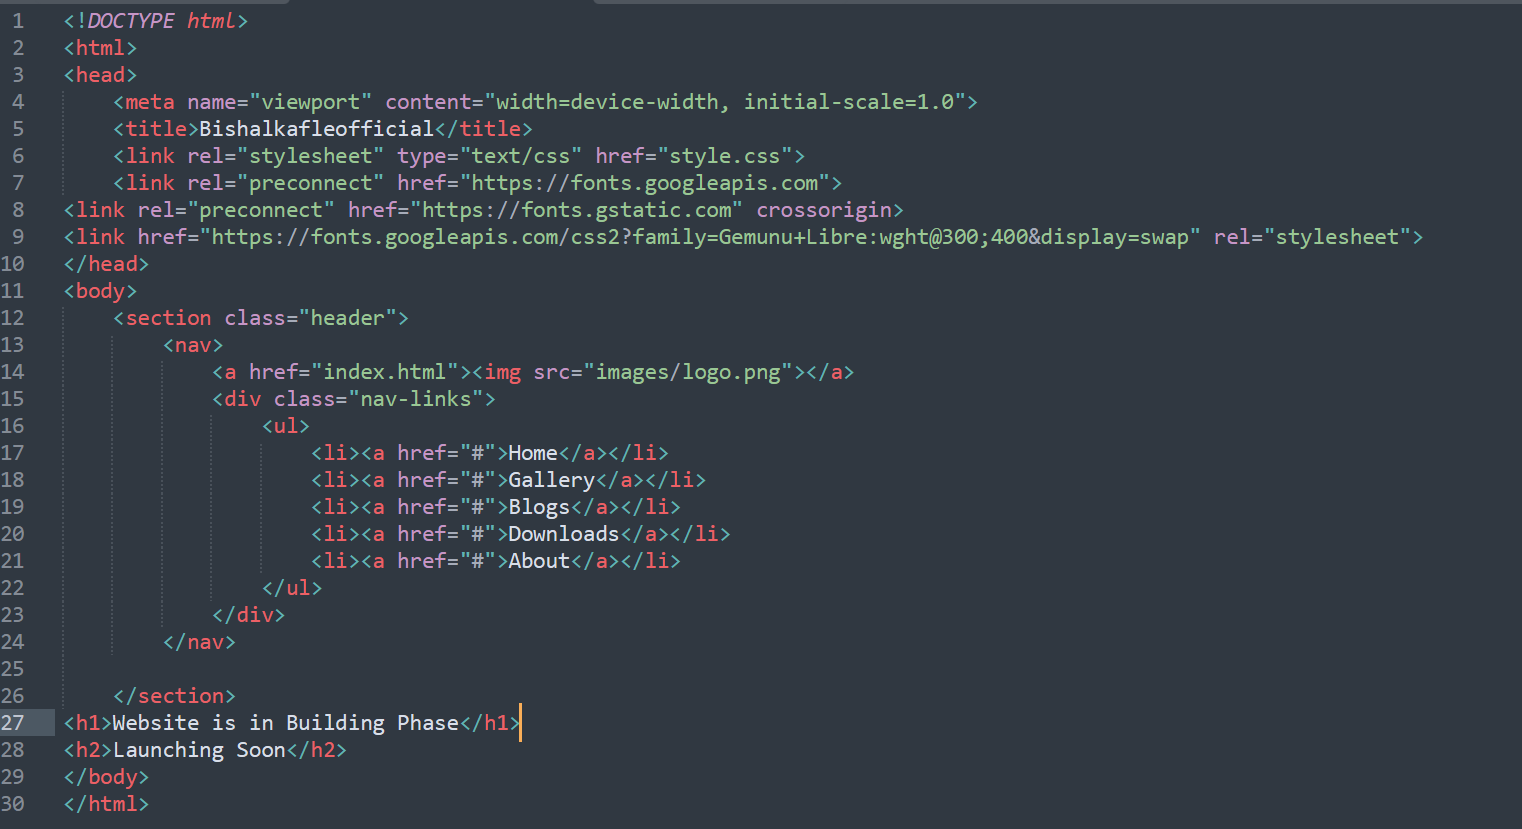 1 <!DOCTYPE html>
2 <html>
3 <head>
4     <meta name="viewport" content="width=device-width, initial-scale=1.0">
5     <title>Bishalkafleofficial</title>
6     <link rel="stylesheet" type="text/css" href="style.css">
7     <link rel="preconnect" href="https://fonts.googleapis.com">
8 <link rel="preconnect" href="https://fonts.gstatic.com" crossorigin>
9 <link href="https://fonts.googleapis.com/css2?family=Gemunu+Libre:wght@300;400&display=swap" rel="stylesheet">
10 </head>
11 <body>
12     <section class="header">
13         <nav>
14             <a href="index.html"><img src="images/logo.png"></a>
15             <div class="nav-links">
16                 <ul>
17                     <li><a href="#">Home</a></li>
18                     <li><a href="#">Gallery</a></li>
19                     <li><a href="#">Blogs</a></li>
20                     <li><a href="#">Downloads</a></li>
21                     <li><a href="#">About</a></li>
22                 </ul>
23             </div>
24         </nav>
25
26     </section>
27 <h1>Website is in Building Phase</h1>
28 <h2>Launching Soon</h2>
29 </body>
30 </html>